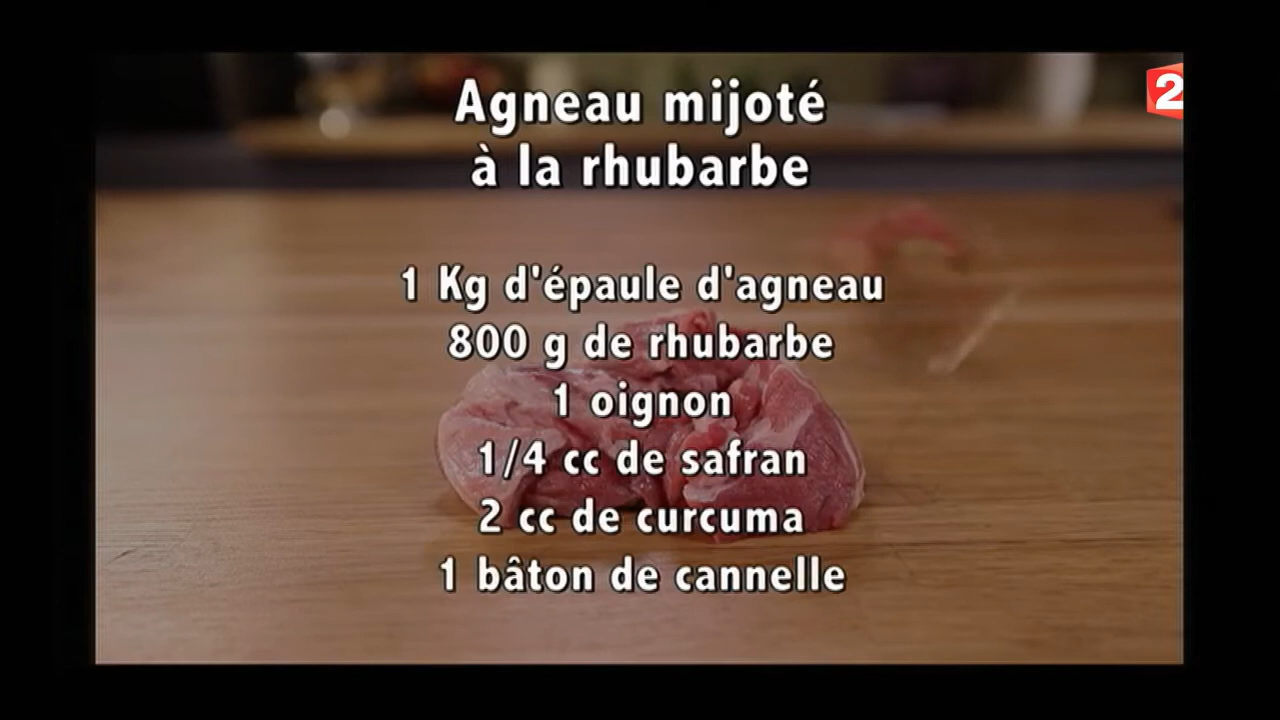 Agneau mijoté
à la rhubarbe
1 Kg d'épaule d'agneau
800 g de rhubarbe
1 oignon
1/4 cc de safran
2 cc de curcuma
1 bâton de cannelle
2